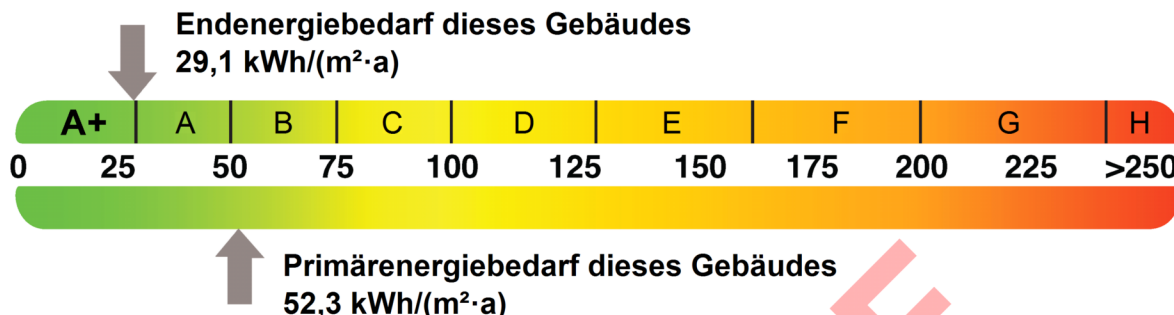 Endenergiebedarf dieses Gebäudes
29,1 kWh/(m²·a)
A+ A B C D E F G H
0 25 50 75 100 125 150 175 200 225 >250
Primärenergiebedarf dieses Gebäudes
52,3 kWh/(m²·a)